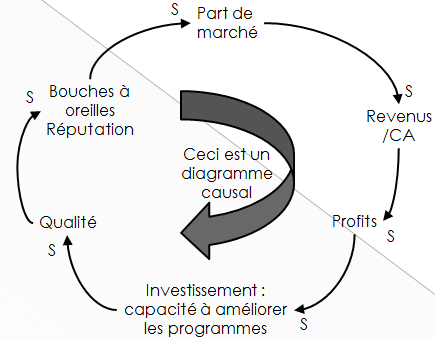 S
Part de
marché
S
Revenus
/CA
S
Profits
S
Investissement :
capacité à améliorer
les programmes
S
Qualité
S
Bouches à
oreilles
Réputation
Ceci est un
diagramme
causal